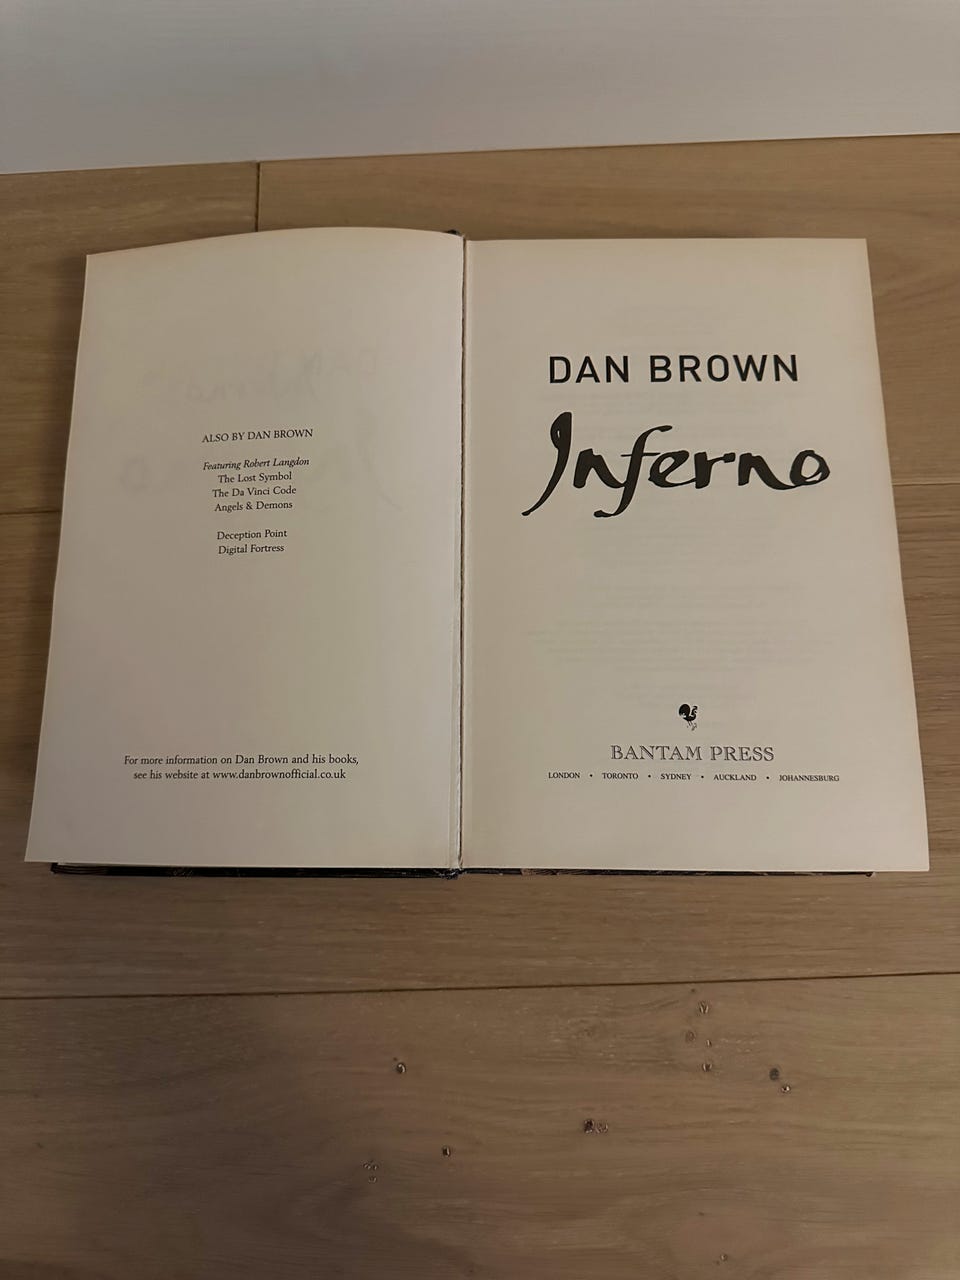 ALSO BY DAN BROWN
Featuring Robert Langdon
The Lost Symbol
The Da Vinci Code
Angels & Demons
Deception Point
Digital Fortress
For more information on Dan Brown and his books,
see his website at www.danbrownofficial.co.uk
DAN BROWN
Inferno
BANTAM PRESS
LONDON • TORONTO • SYDNEY • AUCKLAND • JOHANNESBURG